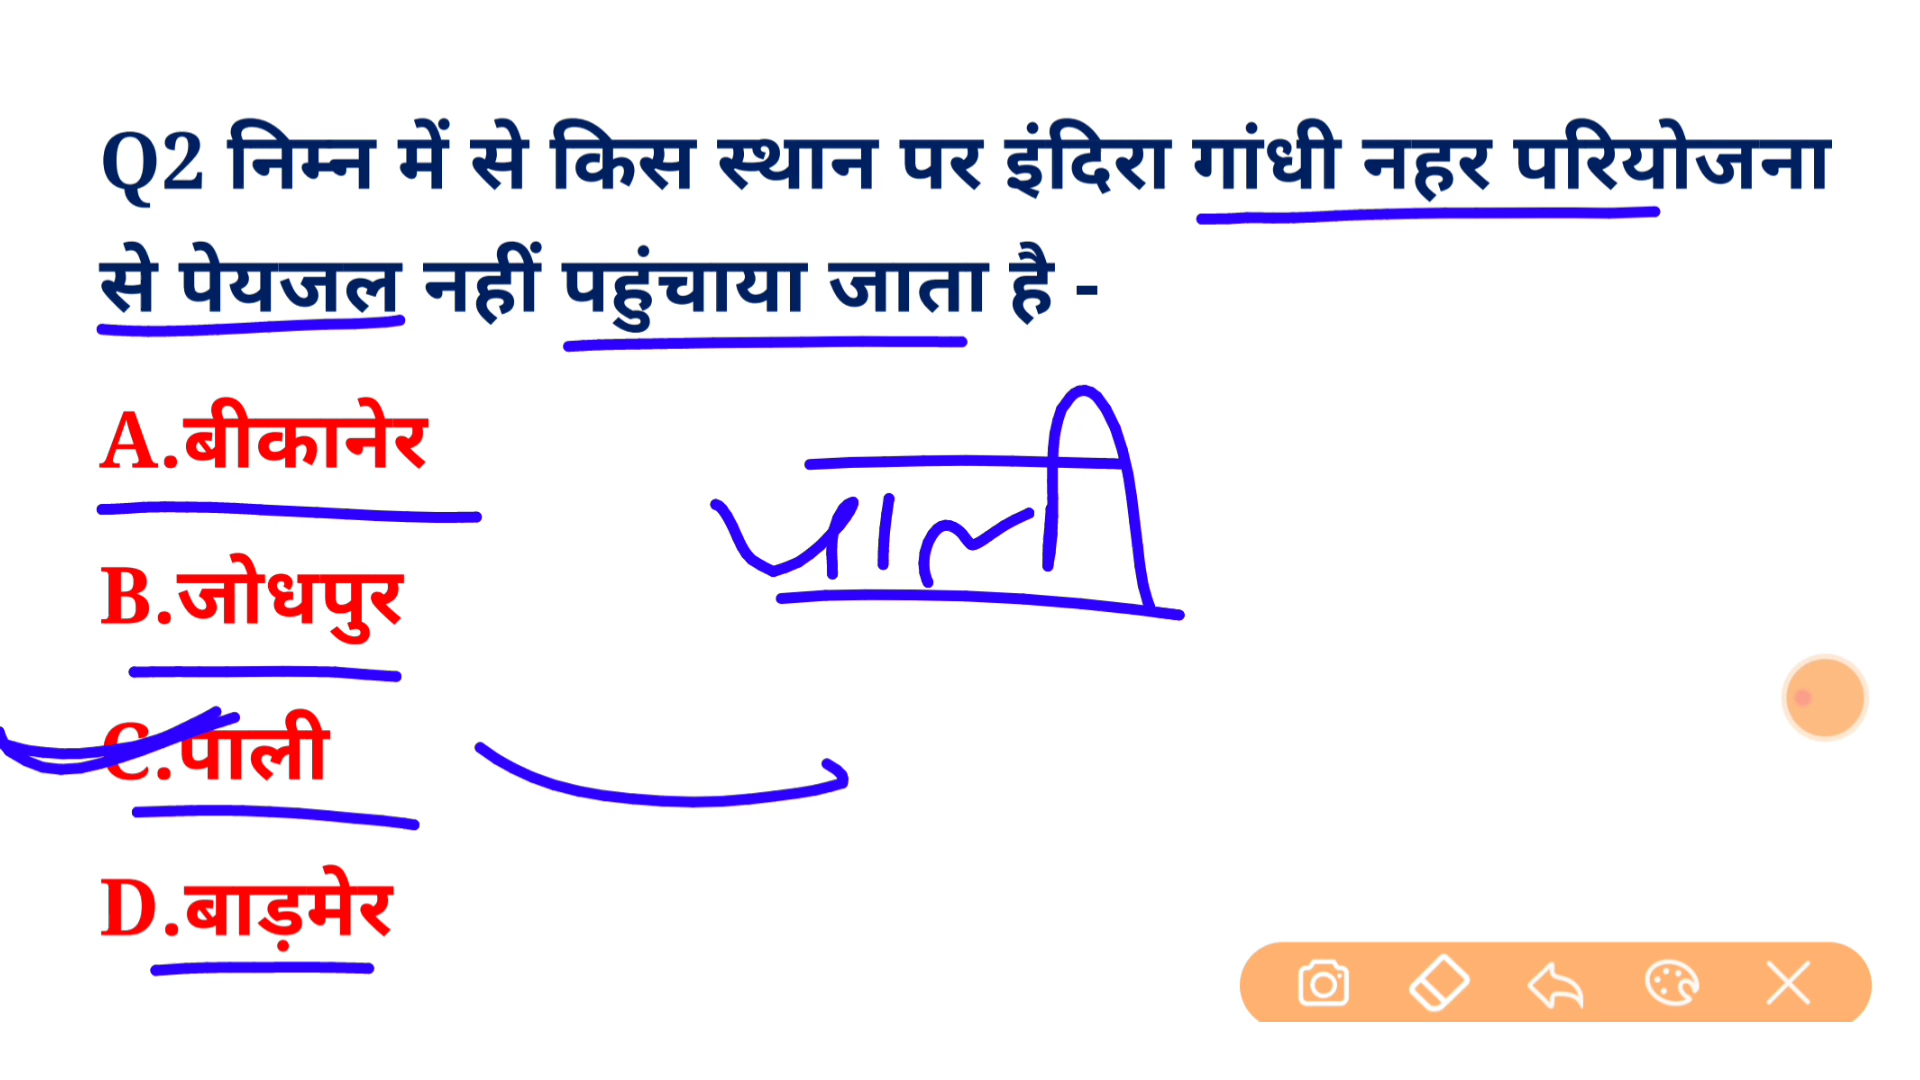 Q2 निम्न में से किस स्थान पर इंदिरा गांधी नहर परियोजना
से पेयजल नहीं पहुंचाया जाता है -
A.बीकानेर
पाली
B.जोधपुर
C.पाली
D.बाड़मेर